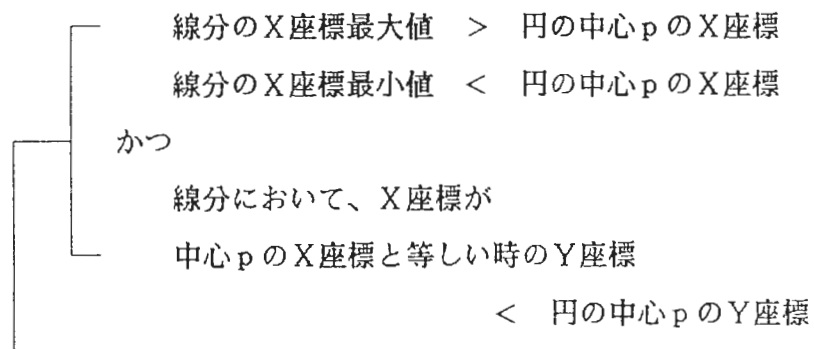 線分のX座標最大値 > 円の中心pのX座標
線分のX座標最小値 < 円の中心pのX座標
かつ
線分において、X座標が
中心pのX座標と等しい時のY座標
< 円の中心pのY座標